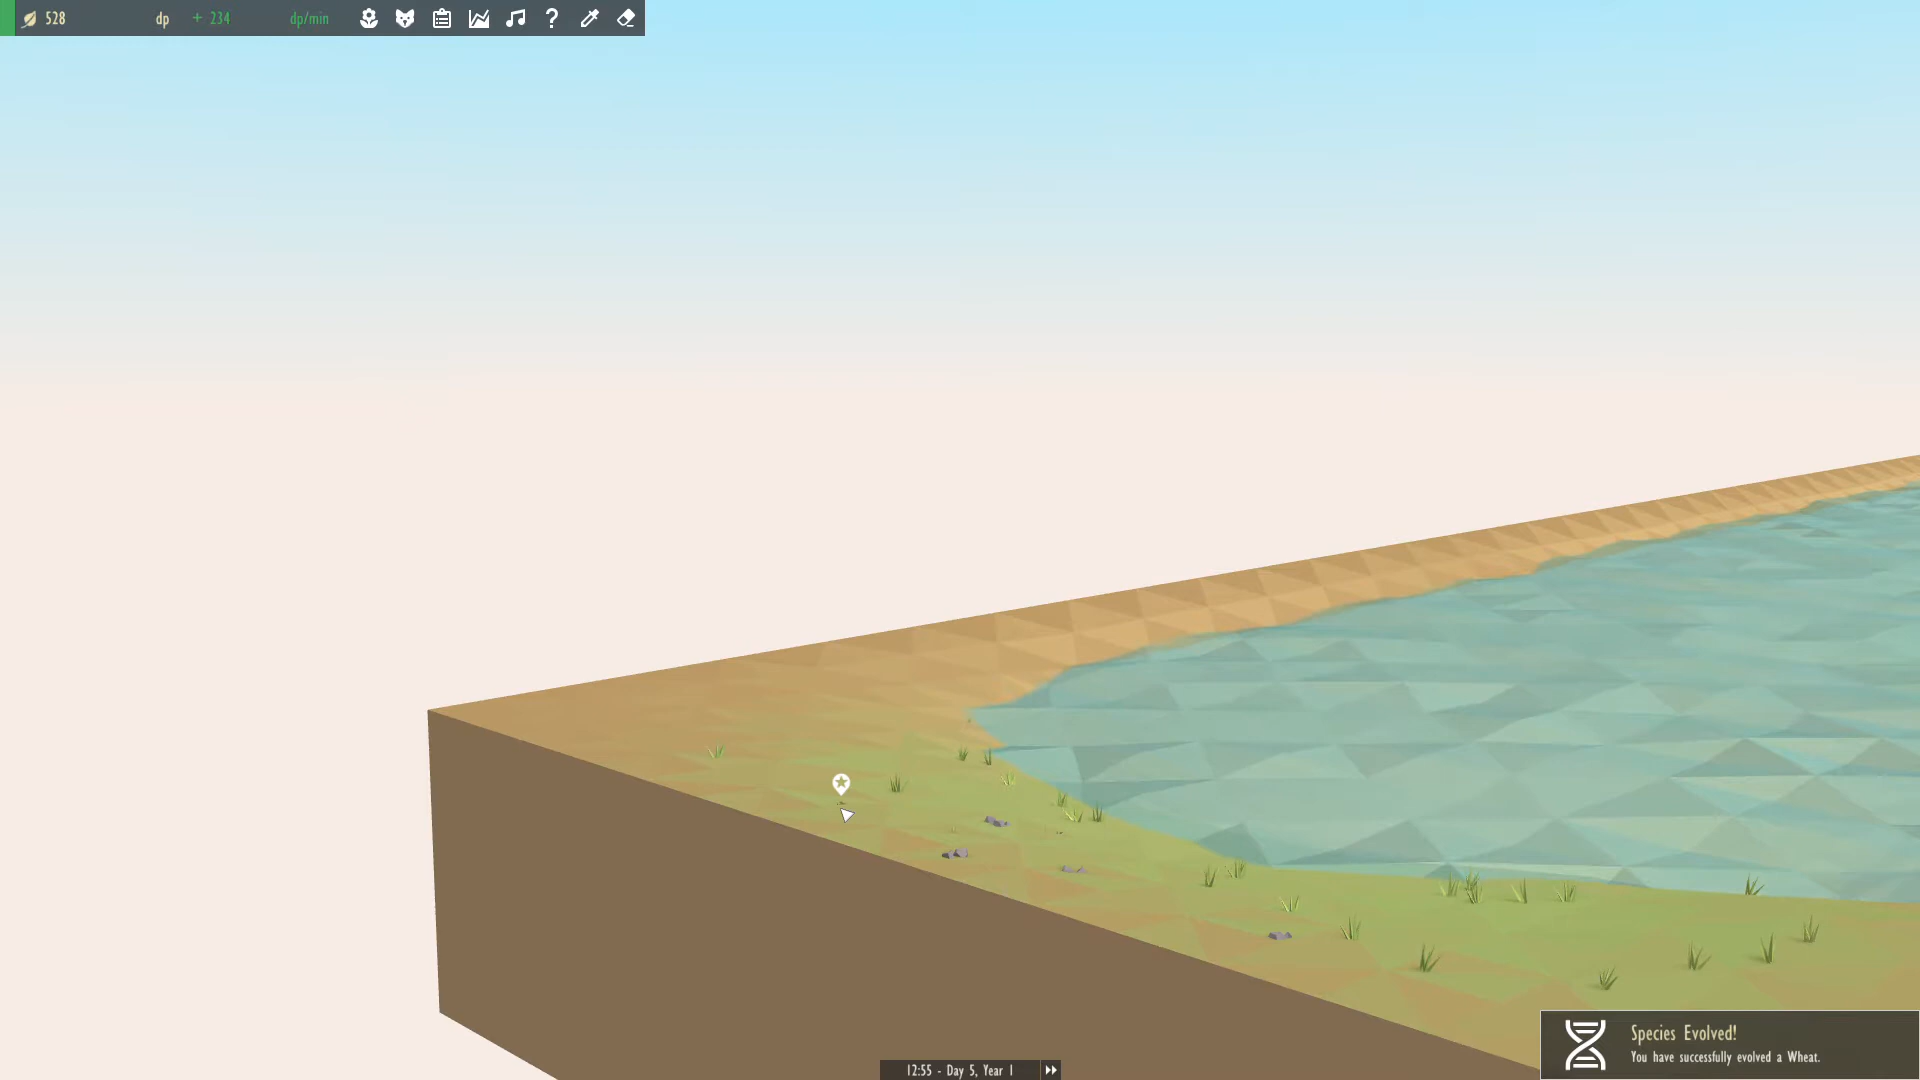 528 dp + 234 dp/min ?
12:55 - Day 5, Year 1
Species Evolved!
You have successfully evolved a Wheat.